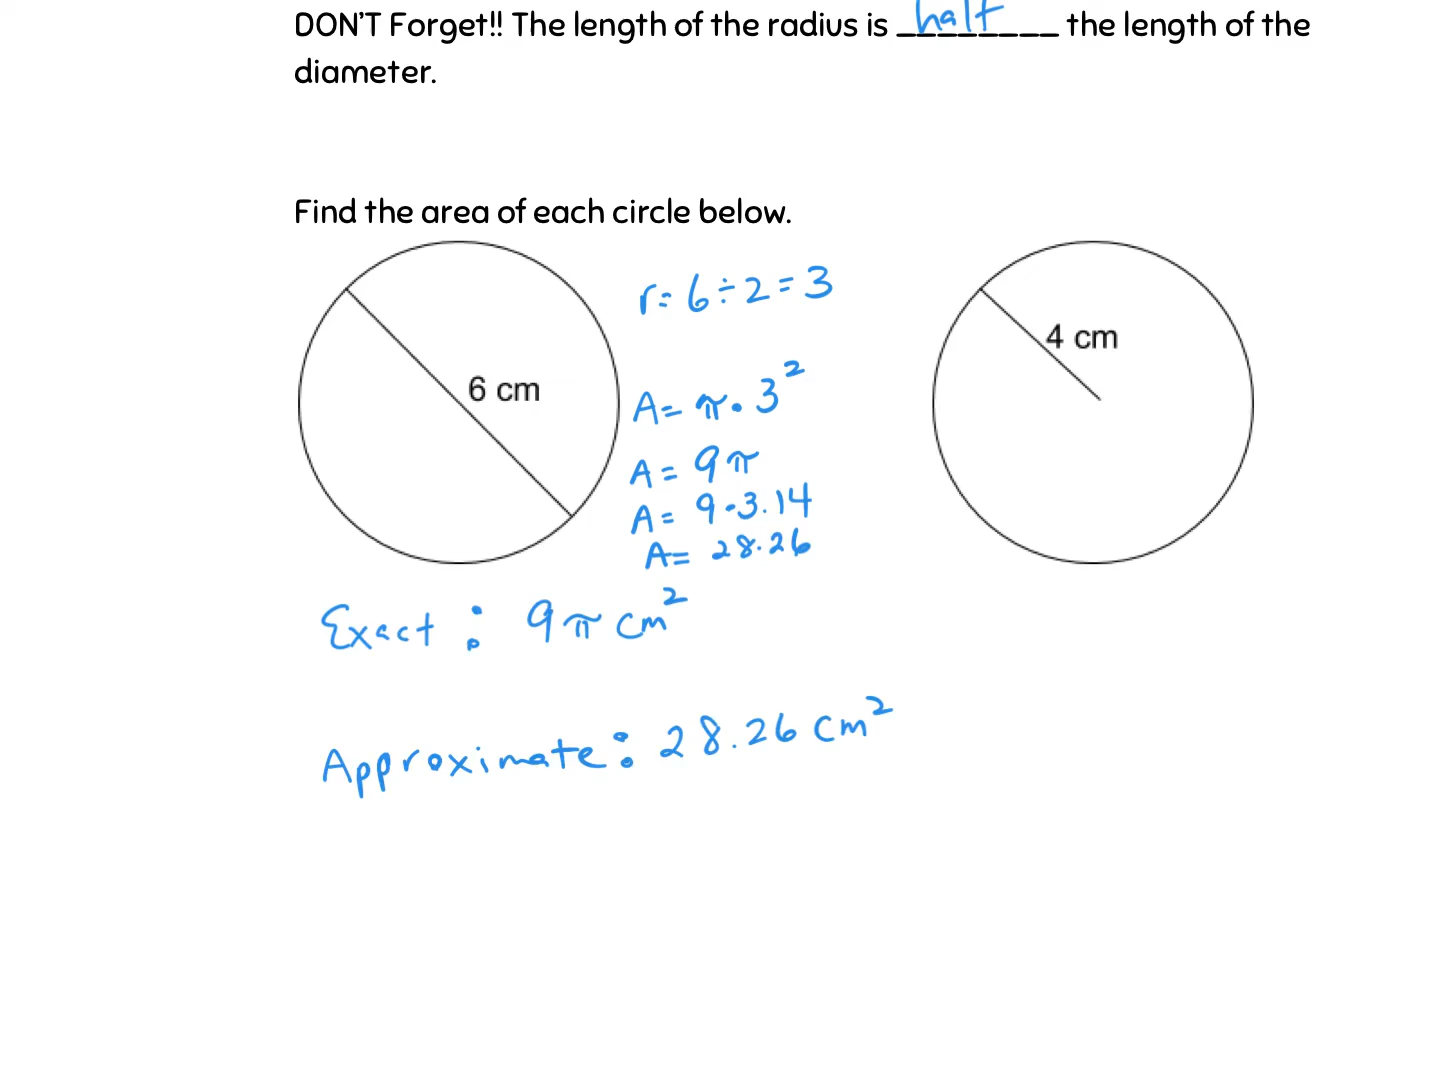 DON'T Forget!! The length of the radius is half the length of the
diameter.
Find the area of each circle below.
6 cm
r= 6÷2=3
A= π·3²
A= 9π
A= 9·3.14
A= 28.26
Exact: 9π cm²
Approximate: 28.26 cm²
4 cm